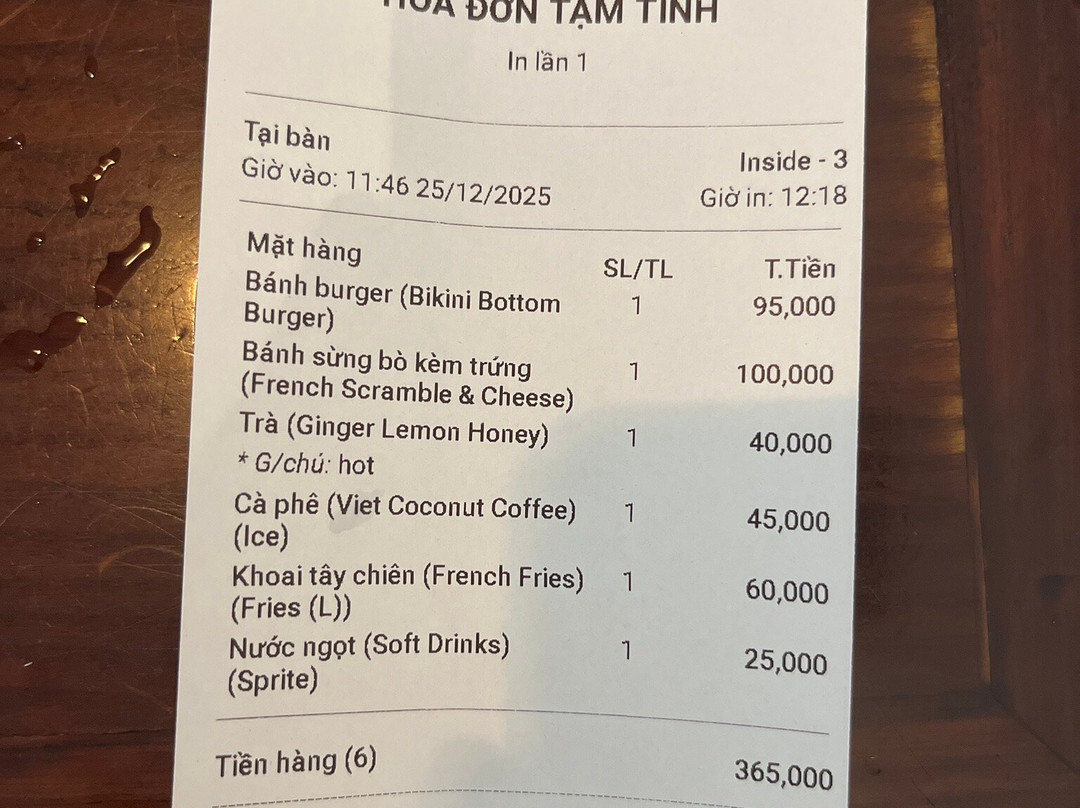 HÓA ĐƠN TẠM TÍNH
In lần 1
Tại bàn Inside - 3
Giờ vào: 11:46 25/12/2025 Giờ in: 12:18
Mặt hàng SL/TL T.Tiền
Bánh burger (Bikini Bottom 1 95,000
Burger)
Bánh sừng bò kèm trứng 1 100,000
(French Scramble & Cheese)
Trà (Ginger Lemon Honey) 1 40,000
* G/chú: hot
Cà phê (Viet Coconut Coffee) 1 45,000
(Ice)
Khoai tây chiên (French Fries) 1 60,000
(Fries (L))
Nước ngọt (Soft Drinks) 1 25,000
(Sprite)
Tiền hàng (6) 365,000